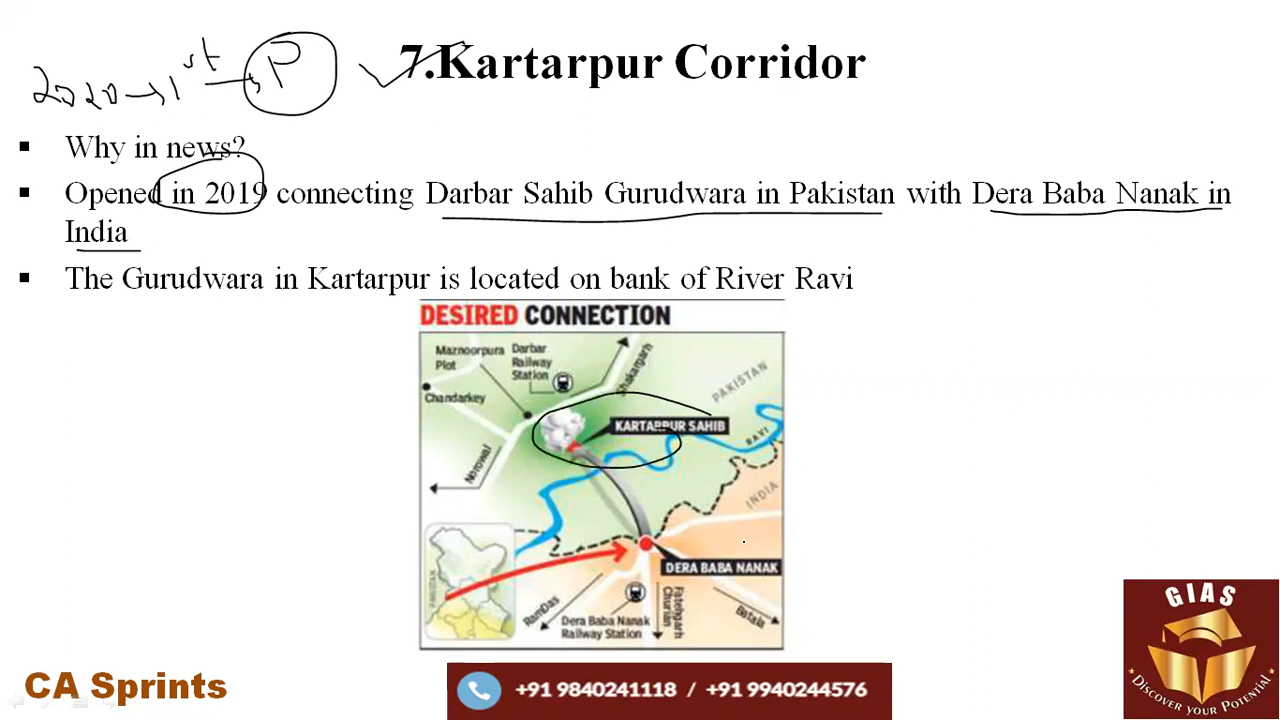 2020 → 1st → P
7.Kartarpur Corridor
▪ Why in news?
▪ Opened in 2019 connecting Darbar Sahib Gurudwara in Pakistan with Dera Baba Nanak in
India
▪ The Gurudwara in Kartarpur is located on bank of River Ravi
DESIRED CONNECTION
Maznoorpura
Plot
Darbar
Railway
Station
Shakargarh
PAKISTAN
Chandarkey
KARTARPUR SAHIB
RAVI
Norowal
INDIA
PAKISTAN
DERA BABA NANAK
RamDas
Dera Baba Nanak
Railway Station
Fatehgarh
Churian
Batala
GIAS
DISCOVER YOUR POTENTIAL
CA Sprints
+91 9840241118 / +91 9940244576